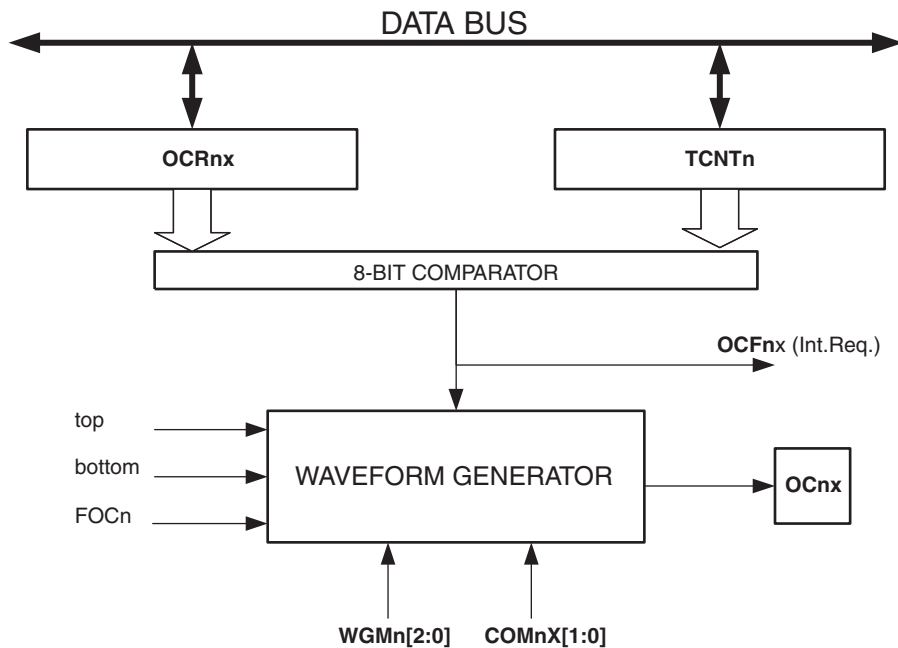 DATA BUS
OCRnx
TCNTn
8-BIT COMPARATOR
OCFnx (Int.Req.)
top
bottom
FOCn
WAVEFORM GENERATOR
OCnx
WGMn[2:0]
COMnX[1:0]